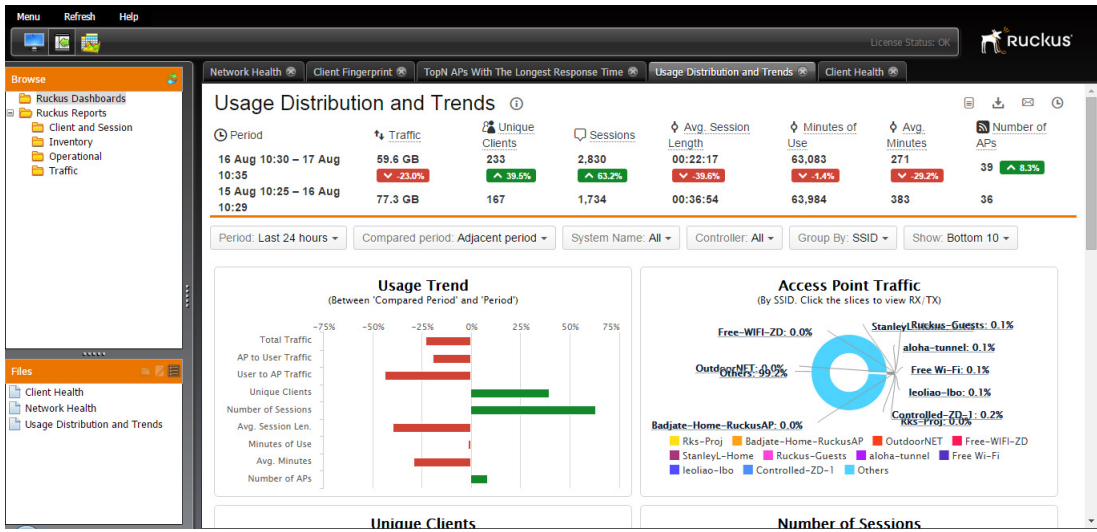 Menu Refresh Help
License Status: OK
Ruckus
Browse
Ruckus Dashboards
Ruckus Reports
Client and Session
Inventory
Operational
Traffic
Files
Client Health
Network Health
Usage Distribution and Trends
Network Health Client Fingerprint TopN APs With The Longest Response Time Usage Distribution and Trends Client Health
Usage Distribution and Trends
Period Traffic Unique Clients Sessions Avg. Session Length Minutes of Use Avg. Minutes Number of APs
16 Aug 10:30 – 17 Aug 10:35 59.6 GB 233 2,830 00:22:17 63,083 271 39 8.3%
-23.0% 39.5% 63.2% -39.6% -1.4% -29.2%
15 Aug 10:25 – 16 Aug 10:29 77.3 GB 167 1,734 00:36:54 63,984 383 36
Period: Last 24 hours Compared period: Adjacent period System Name: All Controller: All Group By: SSID Show: Bottom 10
Usage Trend
(Between 'Compared Period' and 'Period')
-75% -50% -25% 0% 25% 50% 75%
Total Traffic
AP to User Traffic
User to AP Traffic
Unique Clients
Number of Sessions
Avg. Session Len.
Minutes of Use
Avg. Minutes
Number of APs
Access Point Traffic
(By SSID. Click the slices to view RX/TX)
Free-WIFI-ZD: 0.0%
Ruckus-Guests: 0.1%
aloha-tunnel: 0.1%
OutdoorNET: 0.0%
Others: 99.2%
Free Wi-Fi: 0.1%
leoliao-lbo: 0.1%
Controlled-ZD-1: 0.2%
Rks-Proj: 0.0%
Badjate-Home-RuckusAP: 0.0%
Rks-Proj Badjate-Home-RuckusAP OutdoorNET Free-WIFI-ZD
StanleyL-Home Ruckus-Guests aloha-tunnel Free Wi-Fi
leoliao-lbo Controlled-ZD-1 Others
Unique Clients
Number of Sessions